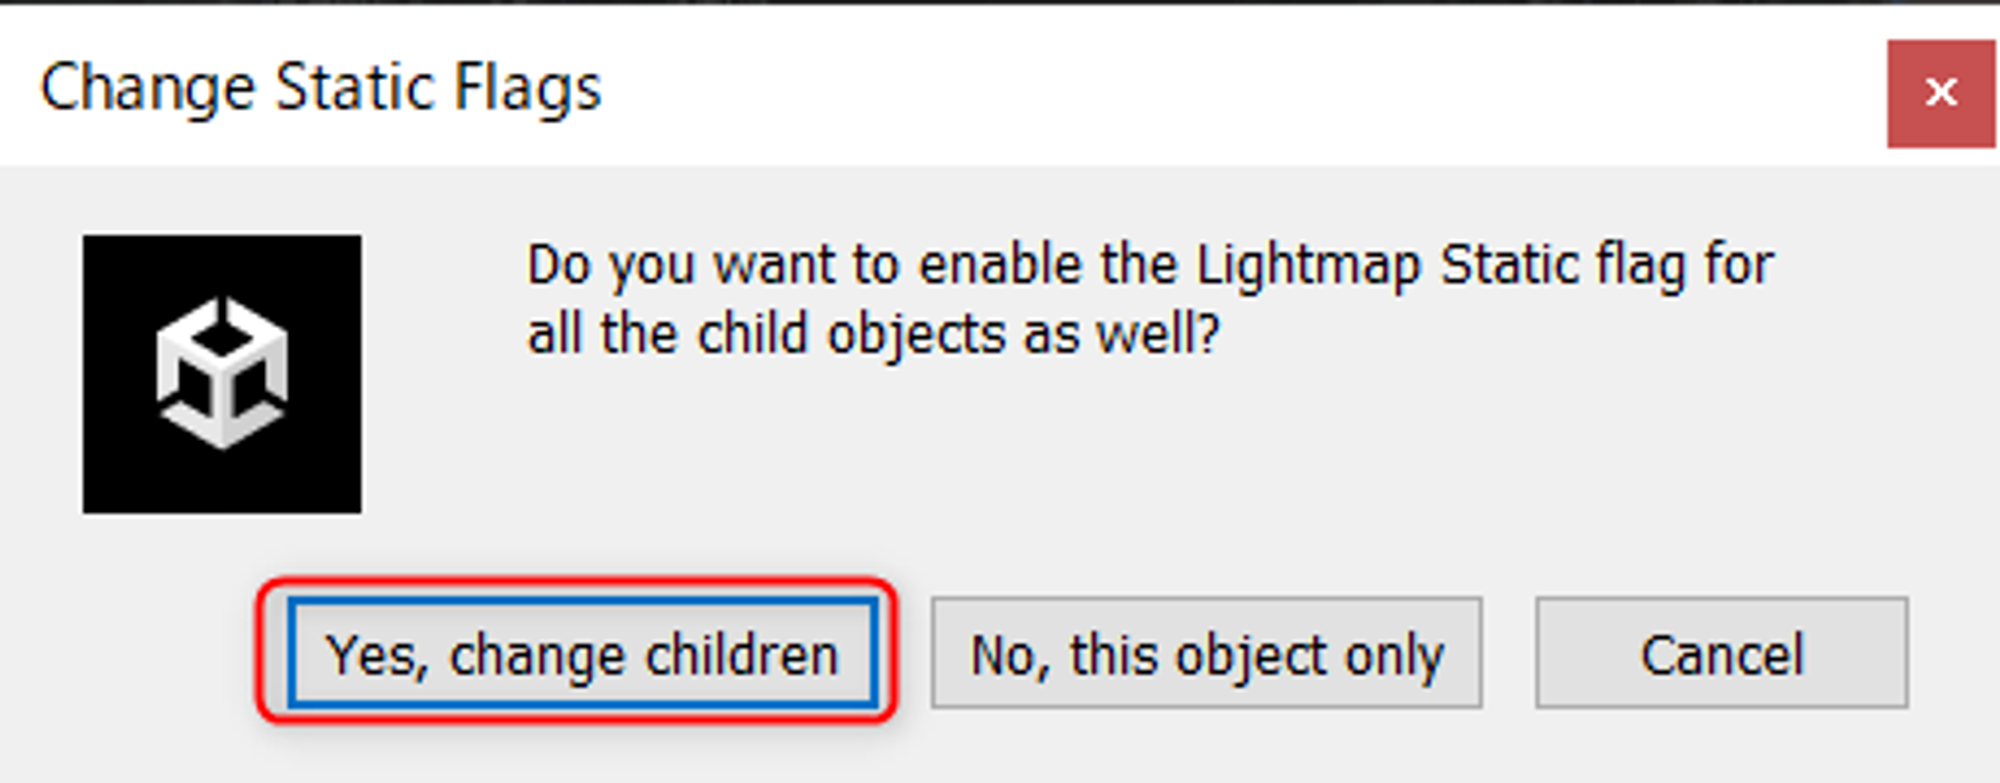 Change Static Flags
Do you want to enable the Lightmap Static flag for
all the child objects as well?
Yes, change children
No, this object only
Cancel